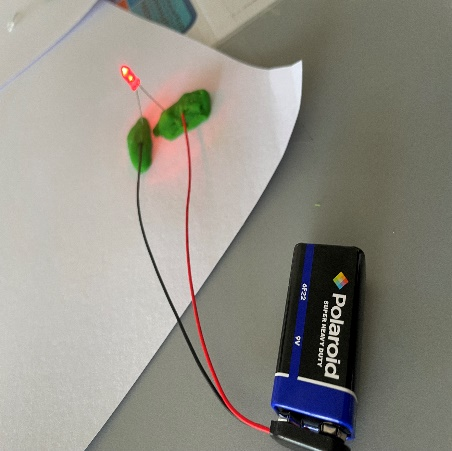 Polaroid
SUPER HEAVY DUTY
6F22
9V